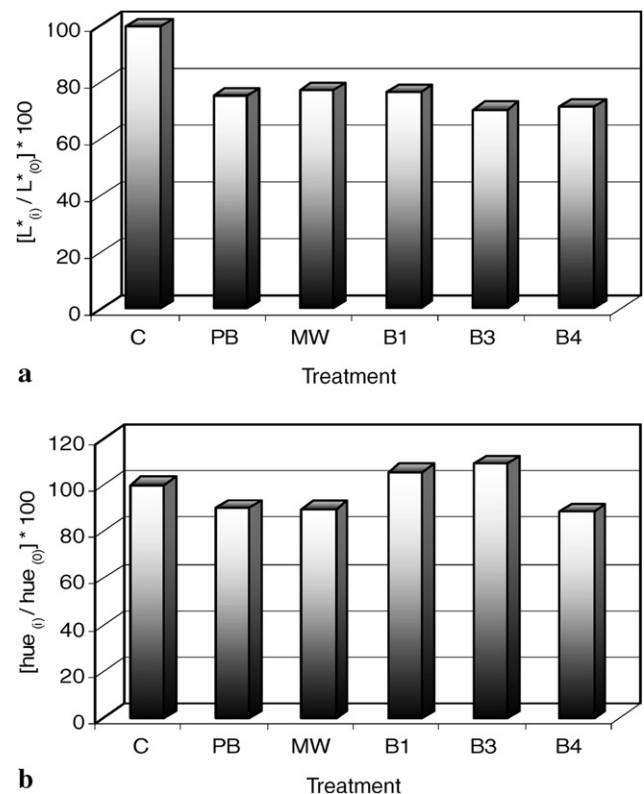 100
80
60
40
20
0
[L*(i) / L*(0)] * 100
C PB MW B1 B3 B4
a
Treatment
120
100
80
60
40
20
0
[hue (i) / hue (0)] * 100
C PB MW B1 B3 B4
b
Treatment